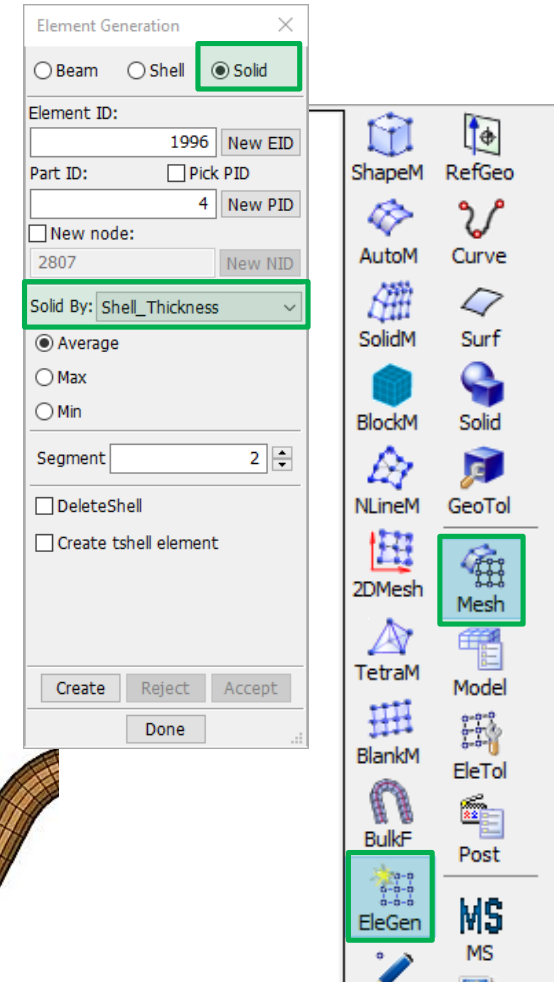 Element Generation
Beam Shell Solid
Element ID:
1996 New EID
Part ID: Pick PID
4 New PID
New node:
2807 New NID
Solid By: Shell_Thickness
Average
Max
Min
Segment 2
DeleteShell
Create tshell element
Create Reject Accept
Done
ShapeM RefGeo
AutoM Curve
SolidM Surf
BlockM Solid
NLineM GeoTol
2DMesh Mesh
TetraM Model
BlankM EleTol
BulkF Post
EleGen MS
MS